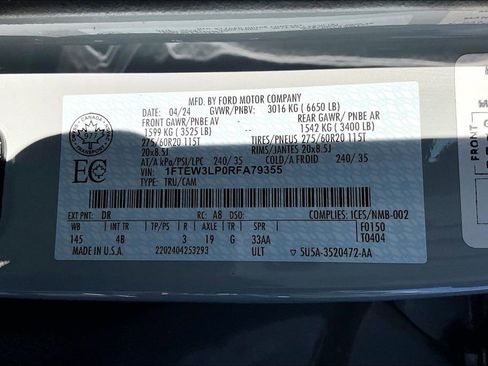 MFD. BY FORD MOTOR COMPANY
DATE: 04/24 GVWR/PNBV: 3016 KG ( 6650 LB)
FRONT GAWR/PNBE AV REAR GAWR/ PNBE AR
1599 KG ( 3525 LB) 1542 KG ( 3400 LB)
275/60R20 115T TIRES/PNEUS 275/60R20 115T
20x8.5J RIMS/JANTES 20x8.5J
AT/A kPa/PSI/LPC 240/ 35 240/ 35
VIN: 1FTEW3LP0RFA79355
TYPE: TRU/CAM
CANADA
TRANSPORT
EC
EXT PNT: DR RC: A8 DSO: COMPLIES: ICES/NMB-002
WB INT TR TP/PS R AXLE TR SPR F0150
145 4B 3 19 G 33AA T0404
MADE IN U.S.A. 2202404253293 ULT 5U5A-3520472-AA
FRONT